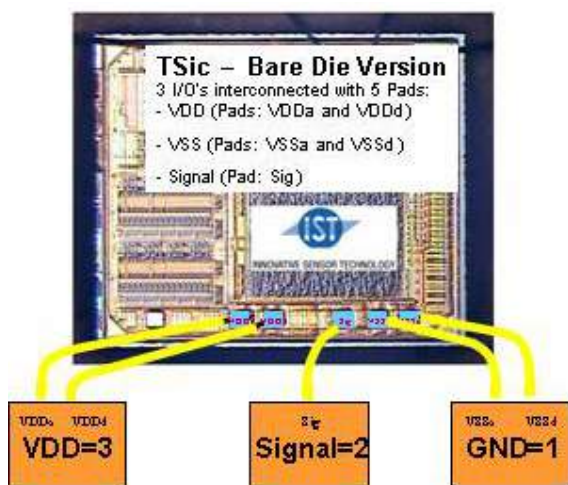 TSic – Bare Die Version
3 I/O's interconnected with 5 Pads:
- VDD (Pads: VDDa and VDDd)
- VSS (Pads: VSSa and VSSd)
- Signal (Pad: Sig)
IST
INNOVATIVE SENSOR TECHNOLOGY
Sig
VDDa VDDd
VDD=3
Sig
Signal=2
VSSa VSSd
GND=1